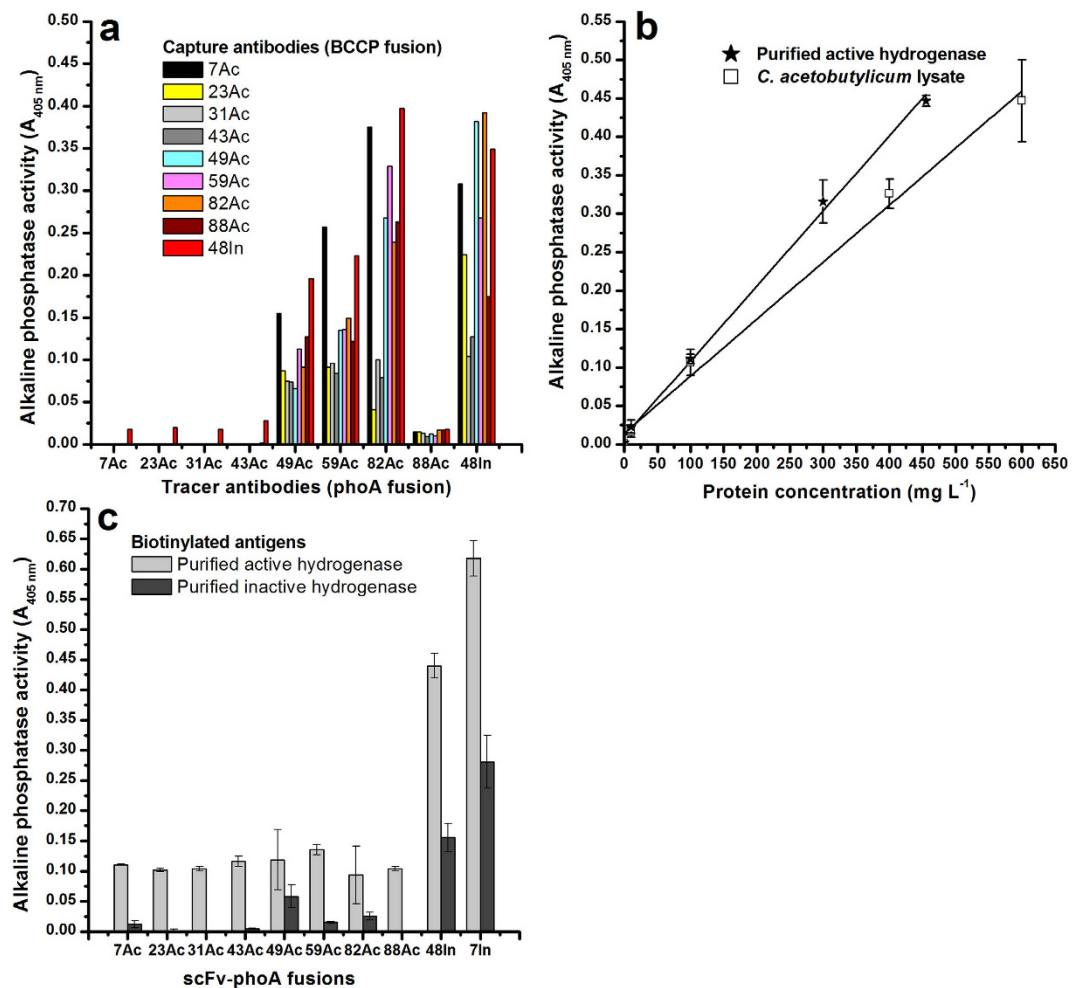 a
0.50
0.45
0.40
0.35
0.30
0.25
0.20
0.15
0.10
0.05
0.00
Alkaline phosphatase activity (A405 nm)
Capture antibodies (BCCP fusion)
7Ac
23Ac
31Ac
43Ac
49Ac
59Ac
82Ac
88Ac
48In
7Ac 23Ac 31Ac 43Ac 49Ac 59Ac 82Ac 88Ac 48In
Tracer antibodies (phoA fusion)
b
0.50
0.45
0.40
0.35
0.30
0.25
0.20
0.15
0.10
0.05
0.00
Alkaline phosphatase activity (A405 nm)
Purified active hydrogenase
C. acetobutylicum lysate
0 50 100 150 200 250 300 350 400 450 500 550 600 650
Protein concentration (mg L-1)
c
0.70
0.65
0.60
0.55
0.50
0.45
0.40
0.35
0.30
0.25
0.20
0.15
0.10
0.05
0.00
Alkaline phosphatase activity (A405 nm)
Biotinylated antigens
Purified active hydrogenase
Purified inactive hydrogenase
7Ac 23Ac 31Ac 43Ac 49Ac 59Ac 82Ac 88Ac 48In 7In
scFv-phoA fusions